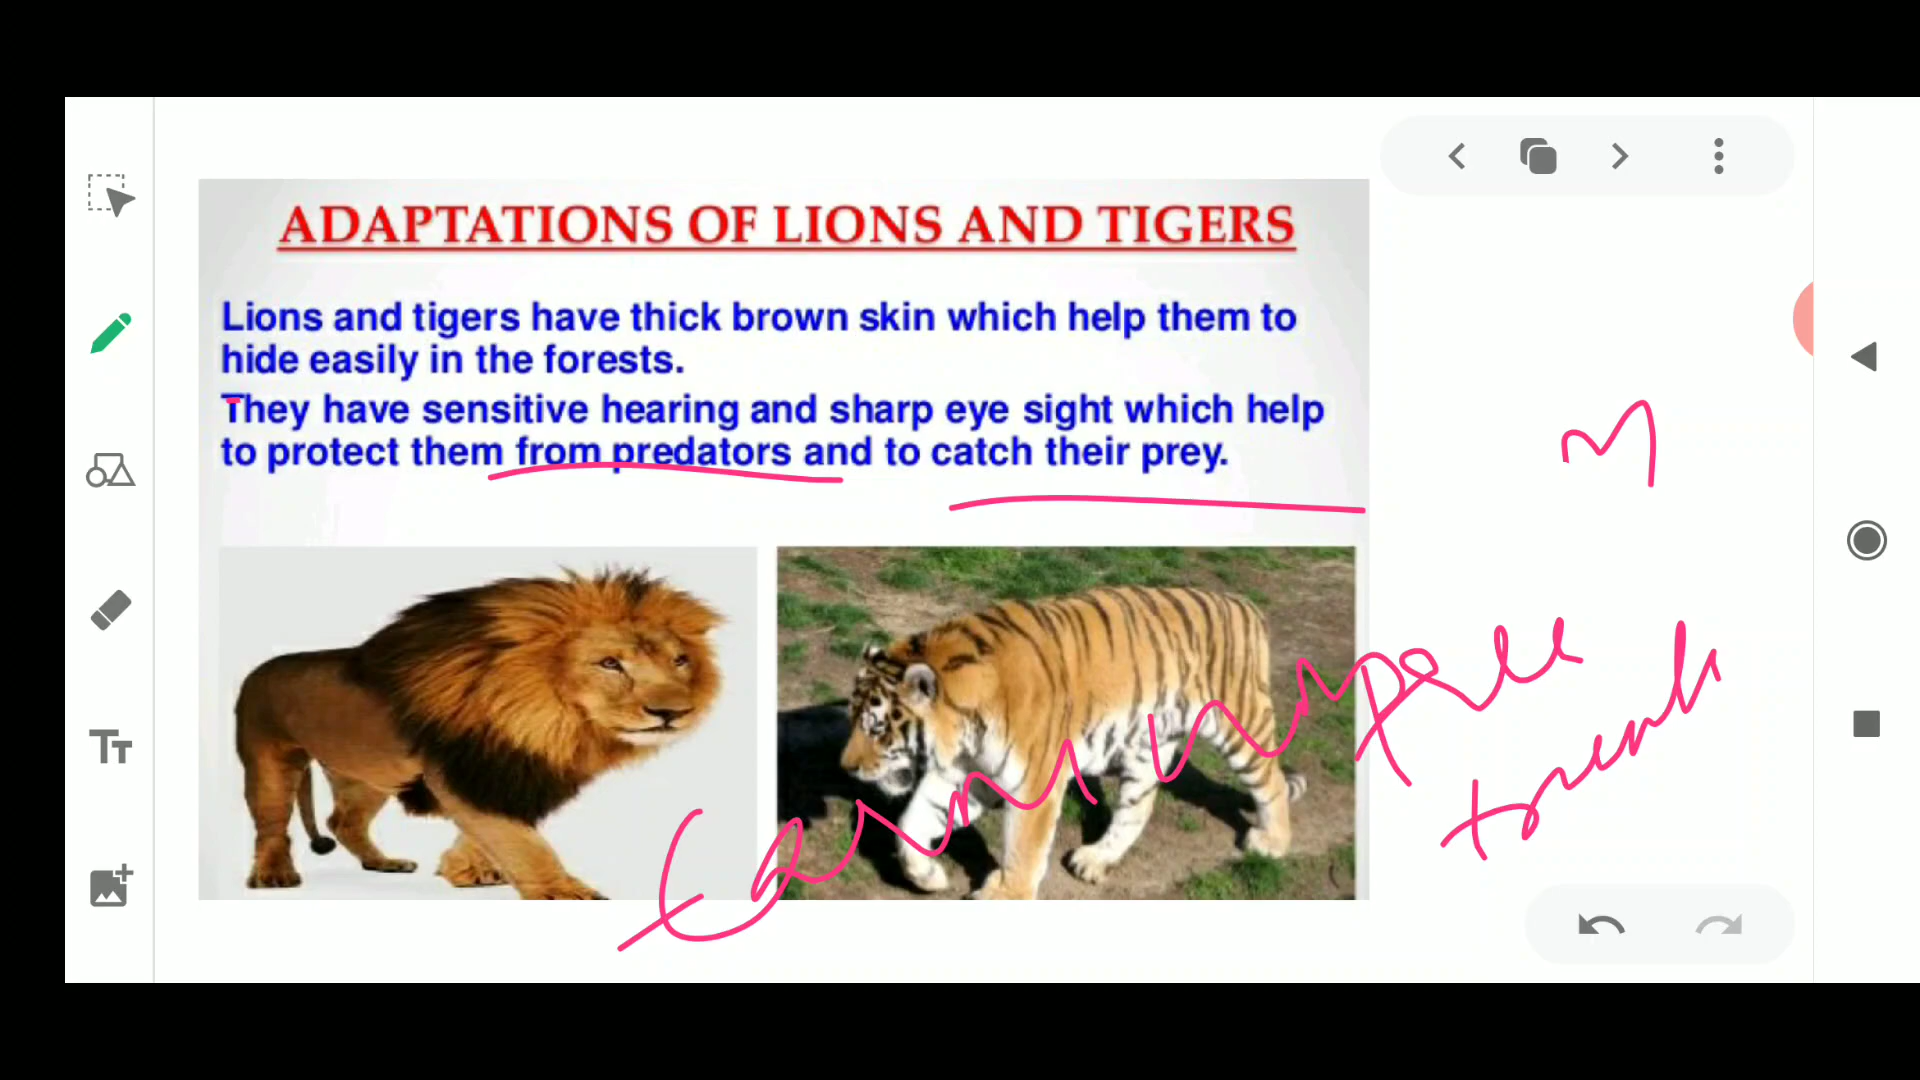 ADAPTATIONS OF LIONS AND TIGERS
Lions and tigers have thick brown skin which help them to
hide easily in the forests.
They have sensitive hearing and sharp eye sight which help
to protect them from predators and to catch their prey.
Tт